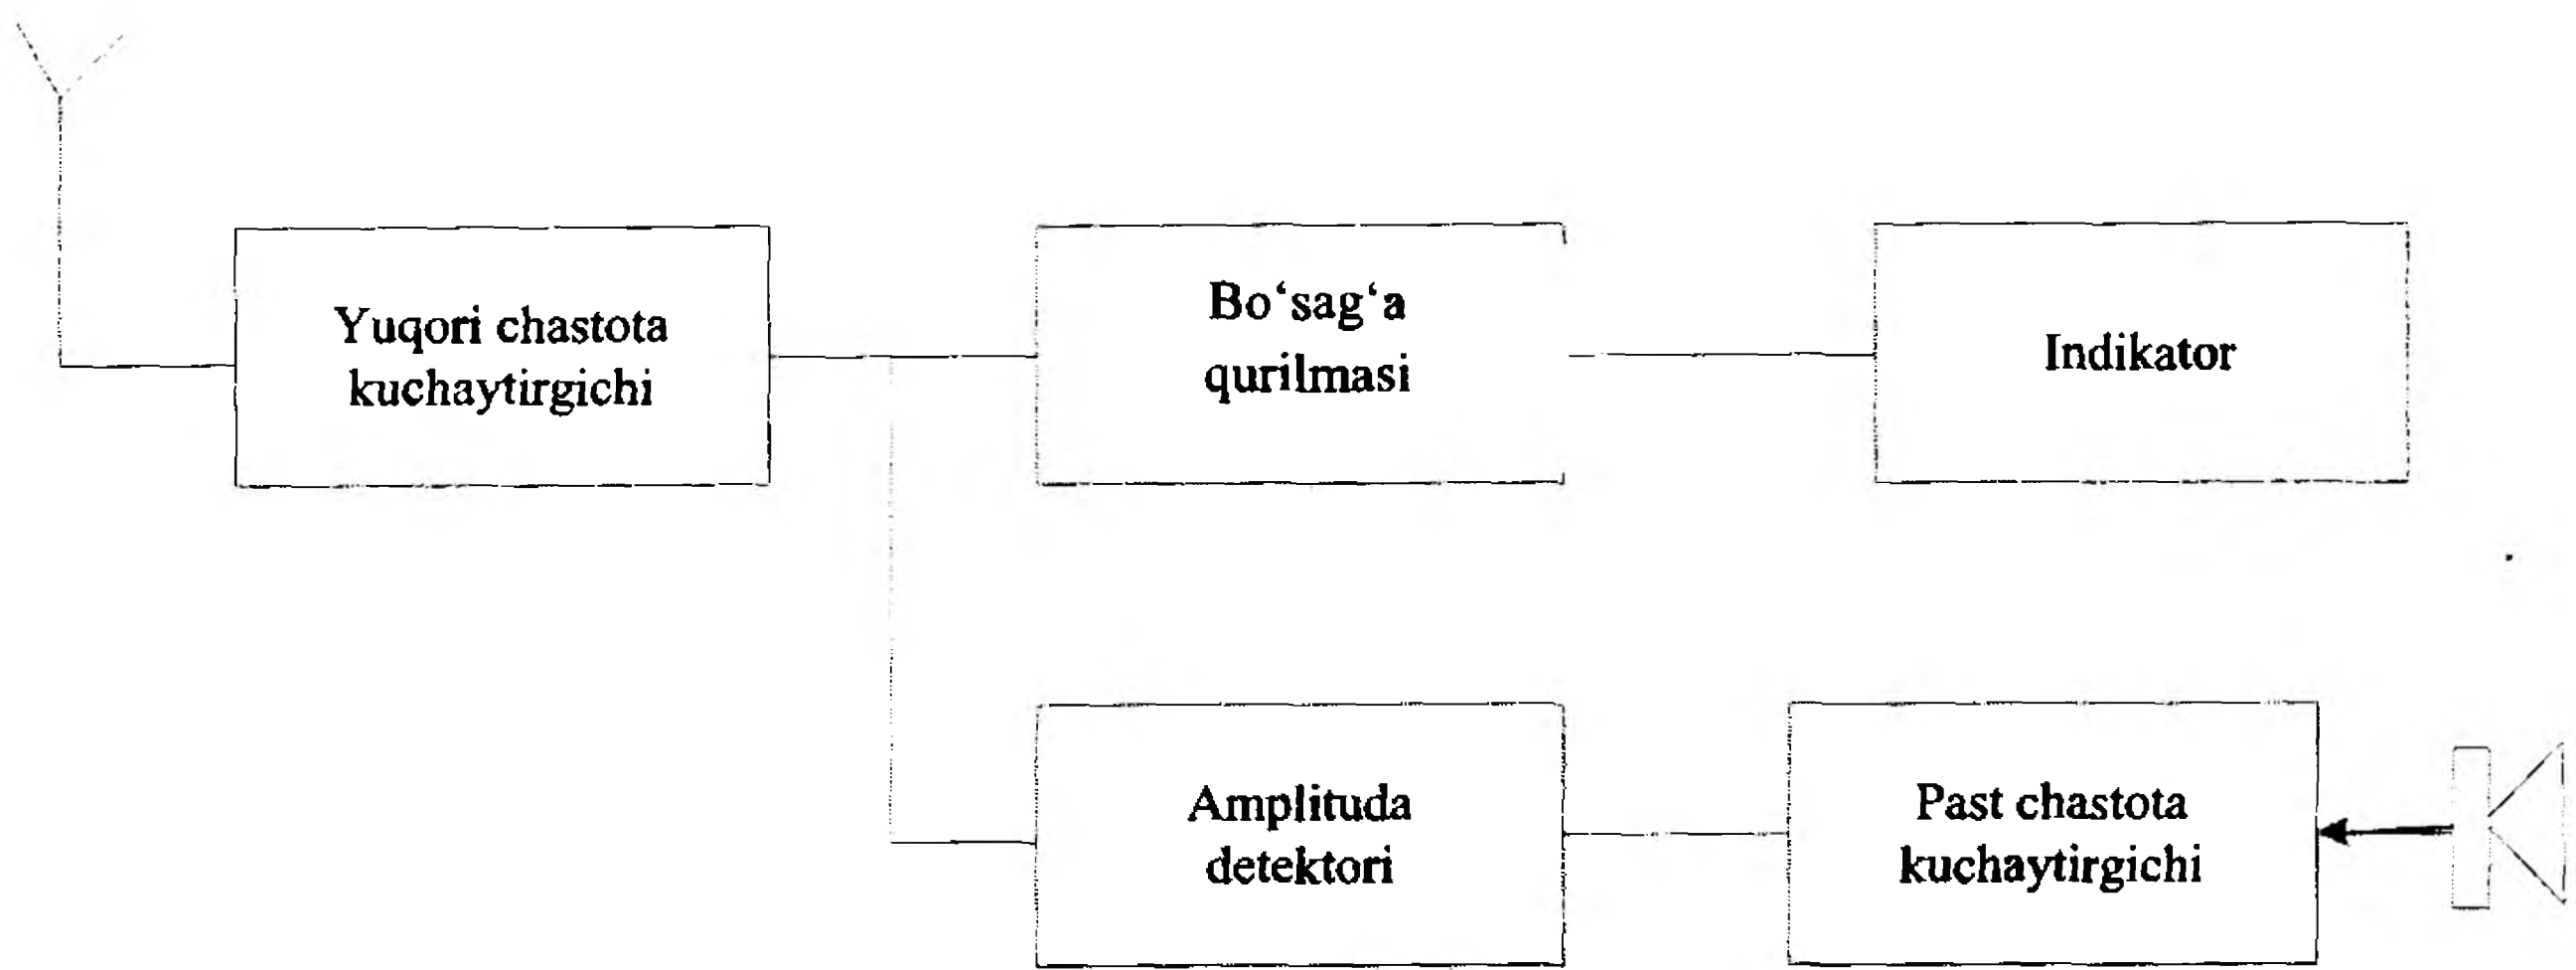 Yuqori chastota
kuchaytirgichi
Bo‘sag‘a
qurilmasi
Indikator
Amplituda
detektori
Past chastota
kuchaytirgichi